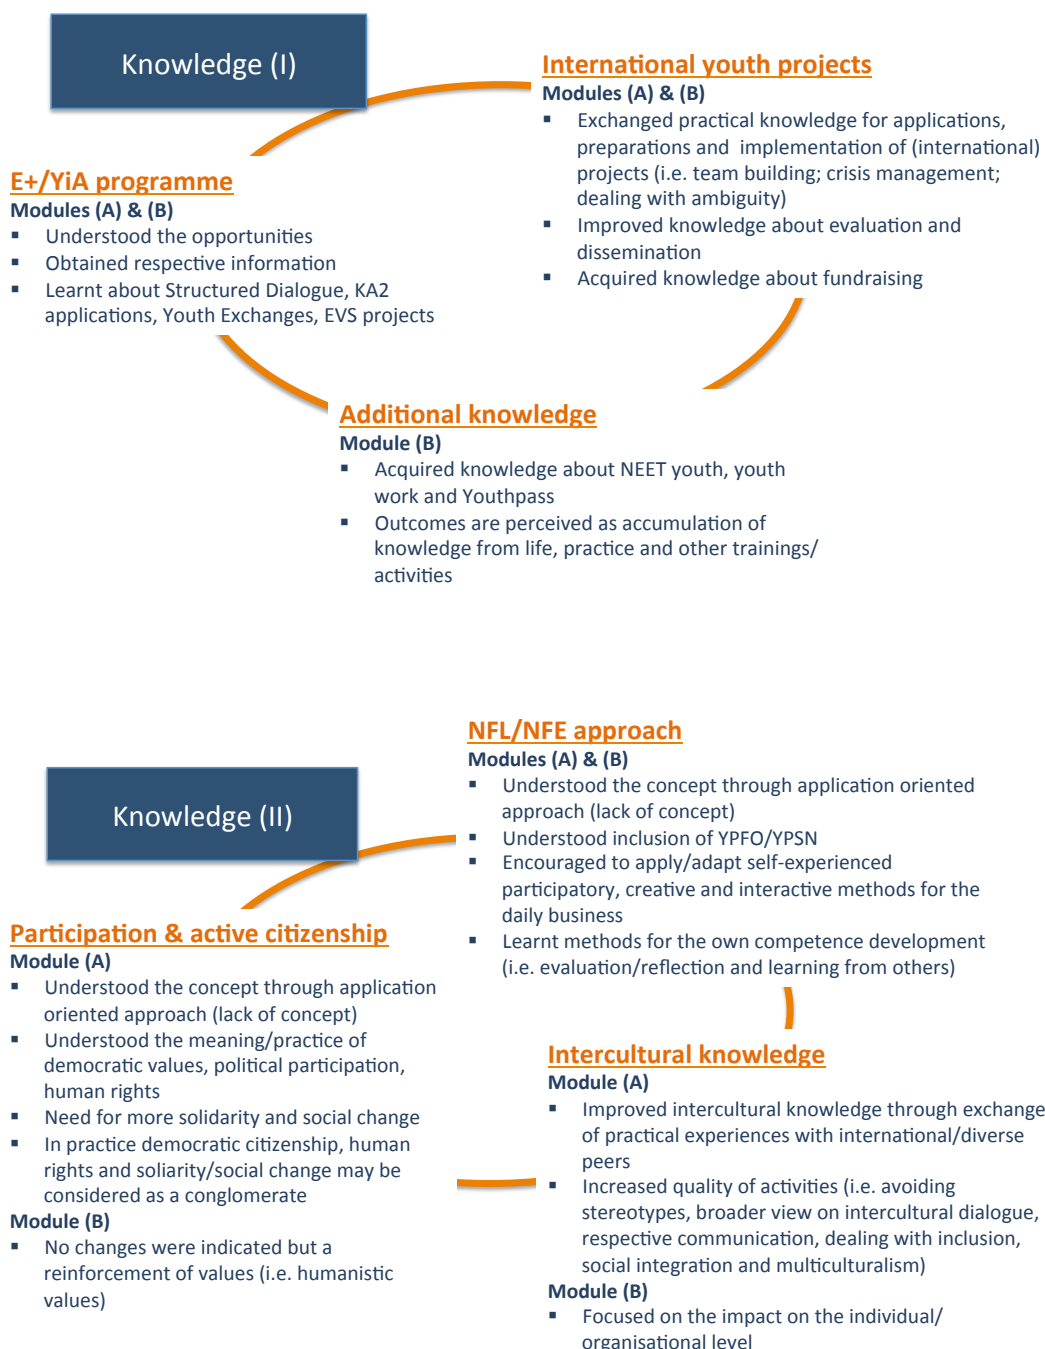 Knowledge (I)
International youth projects
Modules (A) & (B)
▪ Exchanged practical knowledge for applications,
preparations and implementation of (international)
projects (i.e. team building; crisis management;
dealing with ambiguity)
▪ Improved knowledge about evaluation and
dissemination
▪ Acquired knowledge about fundraising
E+/YiA programme
Modules (A) & (B)
▪ Understood the opportunities
▪ Obtained respective information
▪ Learnt about Structured Dialogue, KA2
applications, Youth Exchanges, EVS projects
Additional knowledge
Module (B)
▪ Acquired knowledge about NEET youth, youth
work and Youthpass
▪ Outcomes are perceived as accumulation of
knowledge from life, practice and other trainings/
activities
Knowledge (II)
NFL/NFE approach
Modules (A) & (B)
▪ Understood the concept through application oriented
approach (lack of concept)
▪ Understood inclusion of YPFO/YPSN
▪ Encouraged to apply/adapt self-experienced
participatory, creative and interactive methods for the
daily business
▪ Learnt methods for the own competence development
(i.e. evaluation/reflection and learning from others)
Participation & active citizenship
Module (A)
▪ Understood the concept through application
oriented approach (lack of concept)
▪ Understood the meaning/practice of
democratic values, political participation,
human rights
▪ Need for more solidarity and social change
▪ In practice democratic citizenship, human
rights and soliarity/social change may be
considered as a conglomerate
Module (B)
▪ No changes were indicated but a
reinforcement of values (i.e. humanistic
values)
Intercultural knowledge
Module (A)
▪ Improved intercultural knowledge through exchange
of practical experiences with international/diverse
peers
▪ Increased quality of activities (i.e. avoiding
stereotypes, broader view on intercultural dialogue,
respective communication, dealing with inclusion,
social integration and multiculturalism)
Module (B)
▪ Focused on the impact on the individual/
organisational level